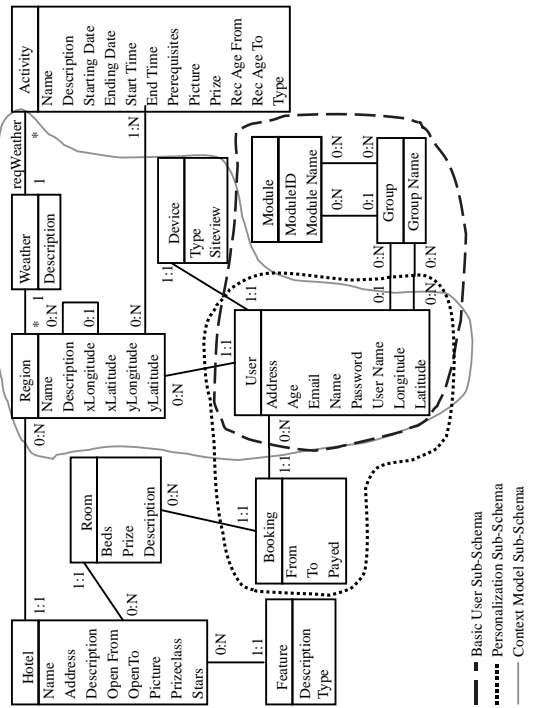 Hotel
Name
Address
Description
Open From
OpenTo
Picture
Prizeclass
Stars
1:1
0:N
Region
Name
Description
xLongitude
xLatitude
yLongitude
yLatitude
* 1
0:N
0:1
0:N
0:N
Weather
Description
1 *
reqWeather
Activity
Name
Description
Starting Date
Ending Date
Start Time
End Time
Prerequisites
Picture
Prize
Rec Age From
Rec Age To
Type
1:N
Room
Beds
Prize
Description
1:1
0:N
0:N
1:1
Device
Type
Siteview
1:1
1:1
1:1
User
Address
Age
Email
Name
Password
User Name
Longitude
Latitude
Module
ModuleID
Module Name
0:N
0:N
0:1
0:N
Group
Group Name
0:1
0:N
0:N
0:N
Booking
From
To
Payed
1:1
0:N
Feature
Description
Type
0:N
1:1
Basic User Sub-Schema
Personalization Sub-Schema
Context Model Sub-Schema